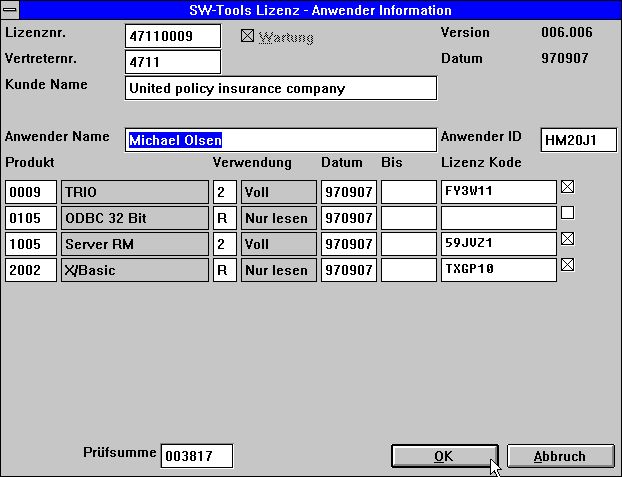 SW-Tools Lizenz - Anwender Information
Lizenznr. 47110009 Wartung Version 006.006
Vertreternr. 4711 Datum 970907
Kunde Name United policy insurance company
Anwender Name Michael Olsen Anwender ID HM20J1
Produkt Verwendung Datum Bis Lizenz Kode
0009 TRIO 2 Voll 970907 FY3W11
0105 ODBC 32 Bit R Nur lesen 970907
1005 Server RM 2 Voll 970907 59JVZ1
2002 X/Basic R Nur lesen 970907 TXGP10
Prüfsumme 003817 OK Abbruch